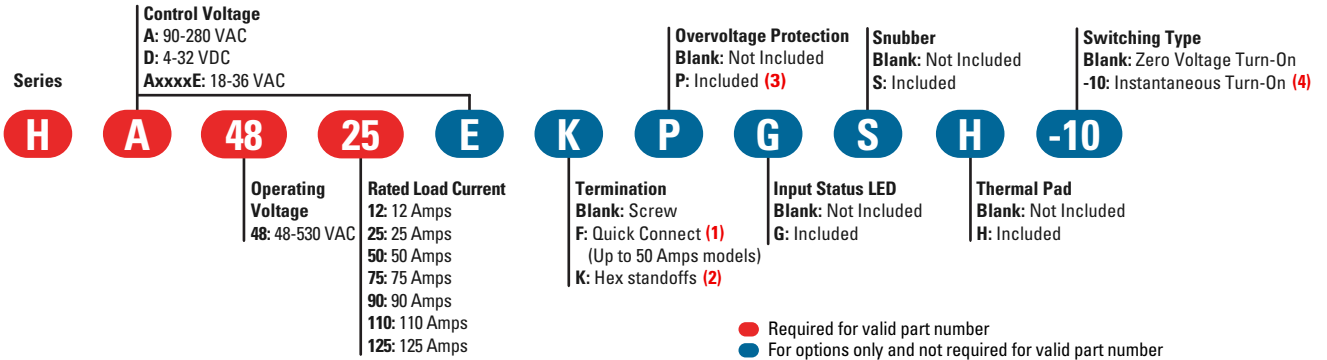 Control Voltage
A: 90-280 VAC
D: 4-32 VDC
AxxxxE: 18-36 VAC
Overvoltage Protection
Blank: Not Included
P: Included (3)
Snubber
Blank: Not Included
S: Included
Switching Type
Blank: Zero Voltage Turn-On
-10: Instantaneous Turn-On (4)
Series
H A 48 25 E K P G S H -10
Operating
Voltage
48: 48-530 VAC
Rated Load Current
12: 12 Amps
25: 25 Amps
50: 50 Amps
75: 75 Amps
90: 90 Amps
110: 110 Amps
125: 125 Amps
Termination
Blank: Screw
F: Quick Connect (1)
(Up to 50 Amps models)
K: Hex standoffs (2)
Input Status LED
Blank: Not Included
G: Included
Thermal Pad
Blank: Not Included
H: Included
Required for valid part number
For options only and not required for valid part number